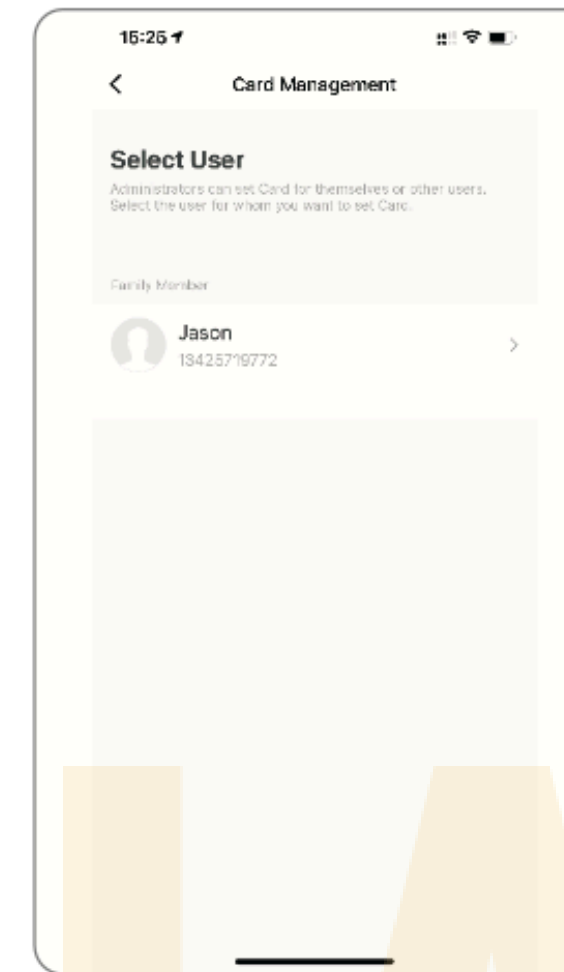 15:25
Card Management
Select User
Administrators can set Card for themselves or other users.
Select the user for whom you want to set Card.
Family Member
Jason
13425719772